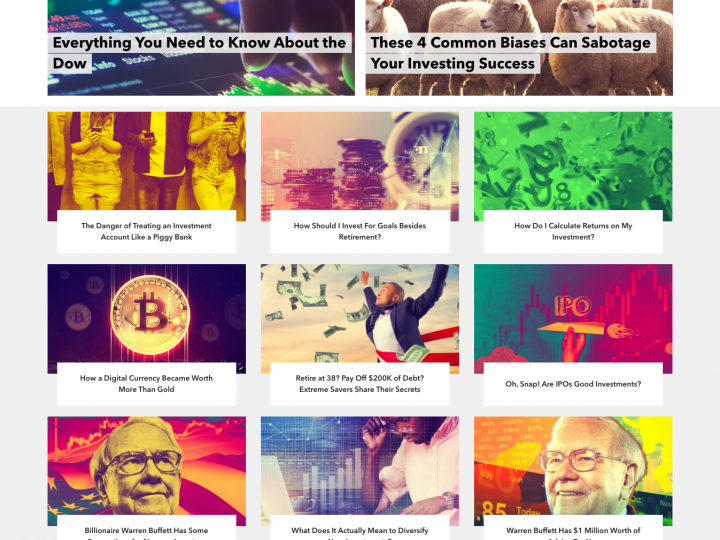 Everything You Need to Know About the
Dow
These 4 Common Biases Can Sabotage
Your Investing Success
The Danger of Treating an Investment
Account Like a Piggy Bank
How Should I Invest For Goals Besides
Retirement?
How Do I Calculate Returns on My
Investment?
How a Digital Currency Became Worth
More Than Gold
Retire at 38? Pay Off $200K of Debt?
Extreme Savers Share Their Secrets
IPO
Oh, Snap! Are IPOs Good Investments?
Billionaire Warren Buffett Has Some
What Does It Actually Mean to Diversify
Warren Buffett Has $1 Million Worth of